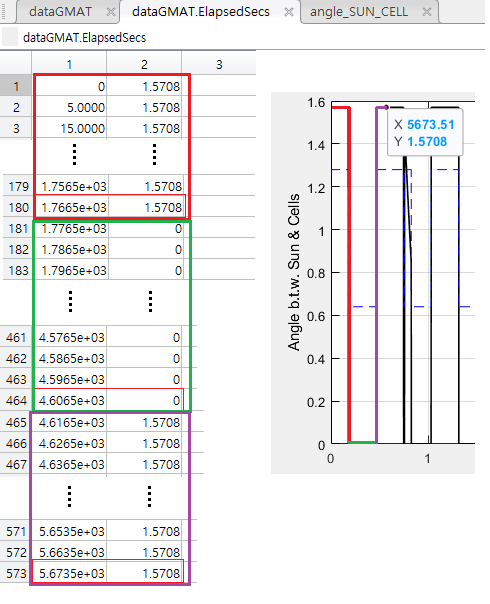 dataGMAT
dataGMAT.ElapsedSecs
angle_SUN_CELL
dataGMAT.ElapsedSecs
1 2 3
1 0 1.5708
2 5.0000 1.5708
3 15.0000 1.5708
179 1.7565e+03 1.5708
180 1.7665e+03 1.5708
181 1.7765e+03 0
182 1.7865e+03 0
183 1.7965e+03 0
461 4.5765e+03 0
462 4.5865e+03 0
463 4.5965e+03 0
464 4.6065e+03 0
465 4.6165e+03 1.5708
466 4.6265e+03 1.5708
467 4.6365e+03 1.5708
571 5.6535e+03 1.5708
572 5.6635e+03 1.5708
573 5.6735e+03 1.5708
Angle b.t.w. Sun & Cells
1.6
1.4
1.2
1
0.8
0.6
0.4
0.2
0
0 1
X 5673.51
Y 1.5708